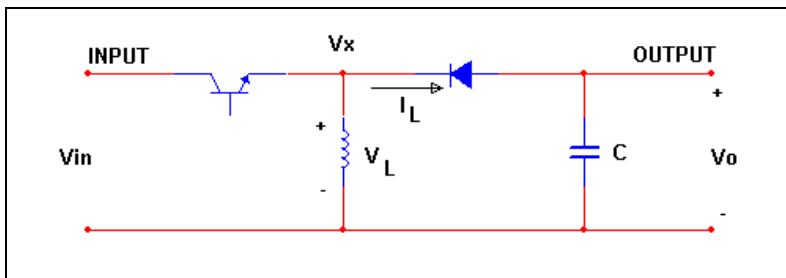 Vx
INPUT
OUTPUT
+
I L
+
Vin
V L
C
Vo
-
-